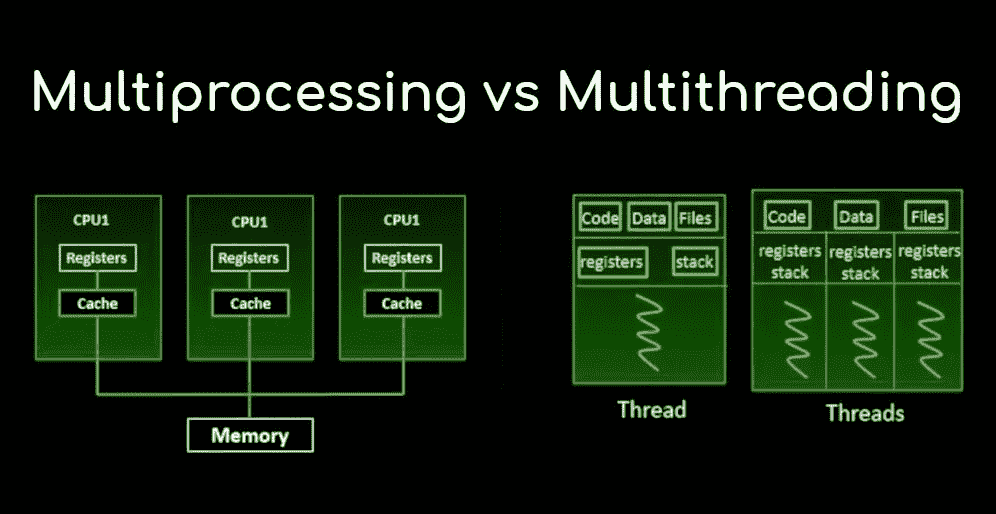 Multiprocessing vs Multithreading
CPU1
Registers
Cache
CPU1
Registers
Cache
CPU1
Registers
Cache
Memory
Code Data Files
registers stack
Thread
Code Data Files
registers registers registers
stack stack stack
Threads